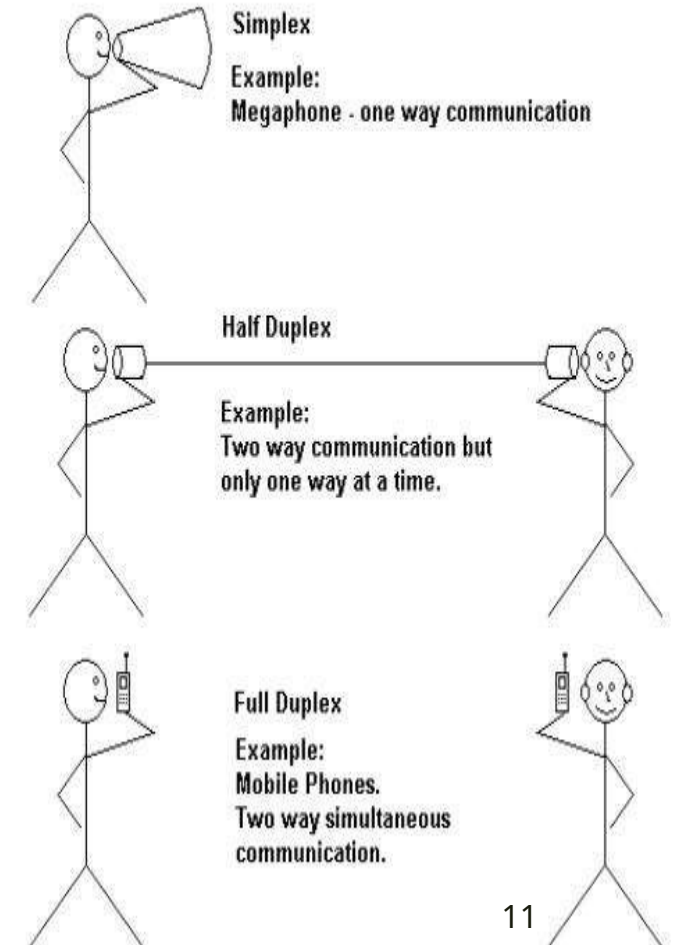 Simplex
Example:
Megaphone - one way communication
Half Duplex
Example:
Two way communication but
only one way at a time.
Full Duplex
Example:
Mobile Phones.
Two way simultaneous
communication.
11